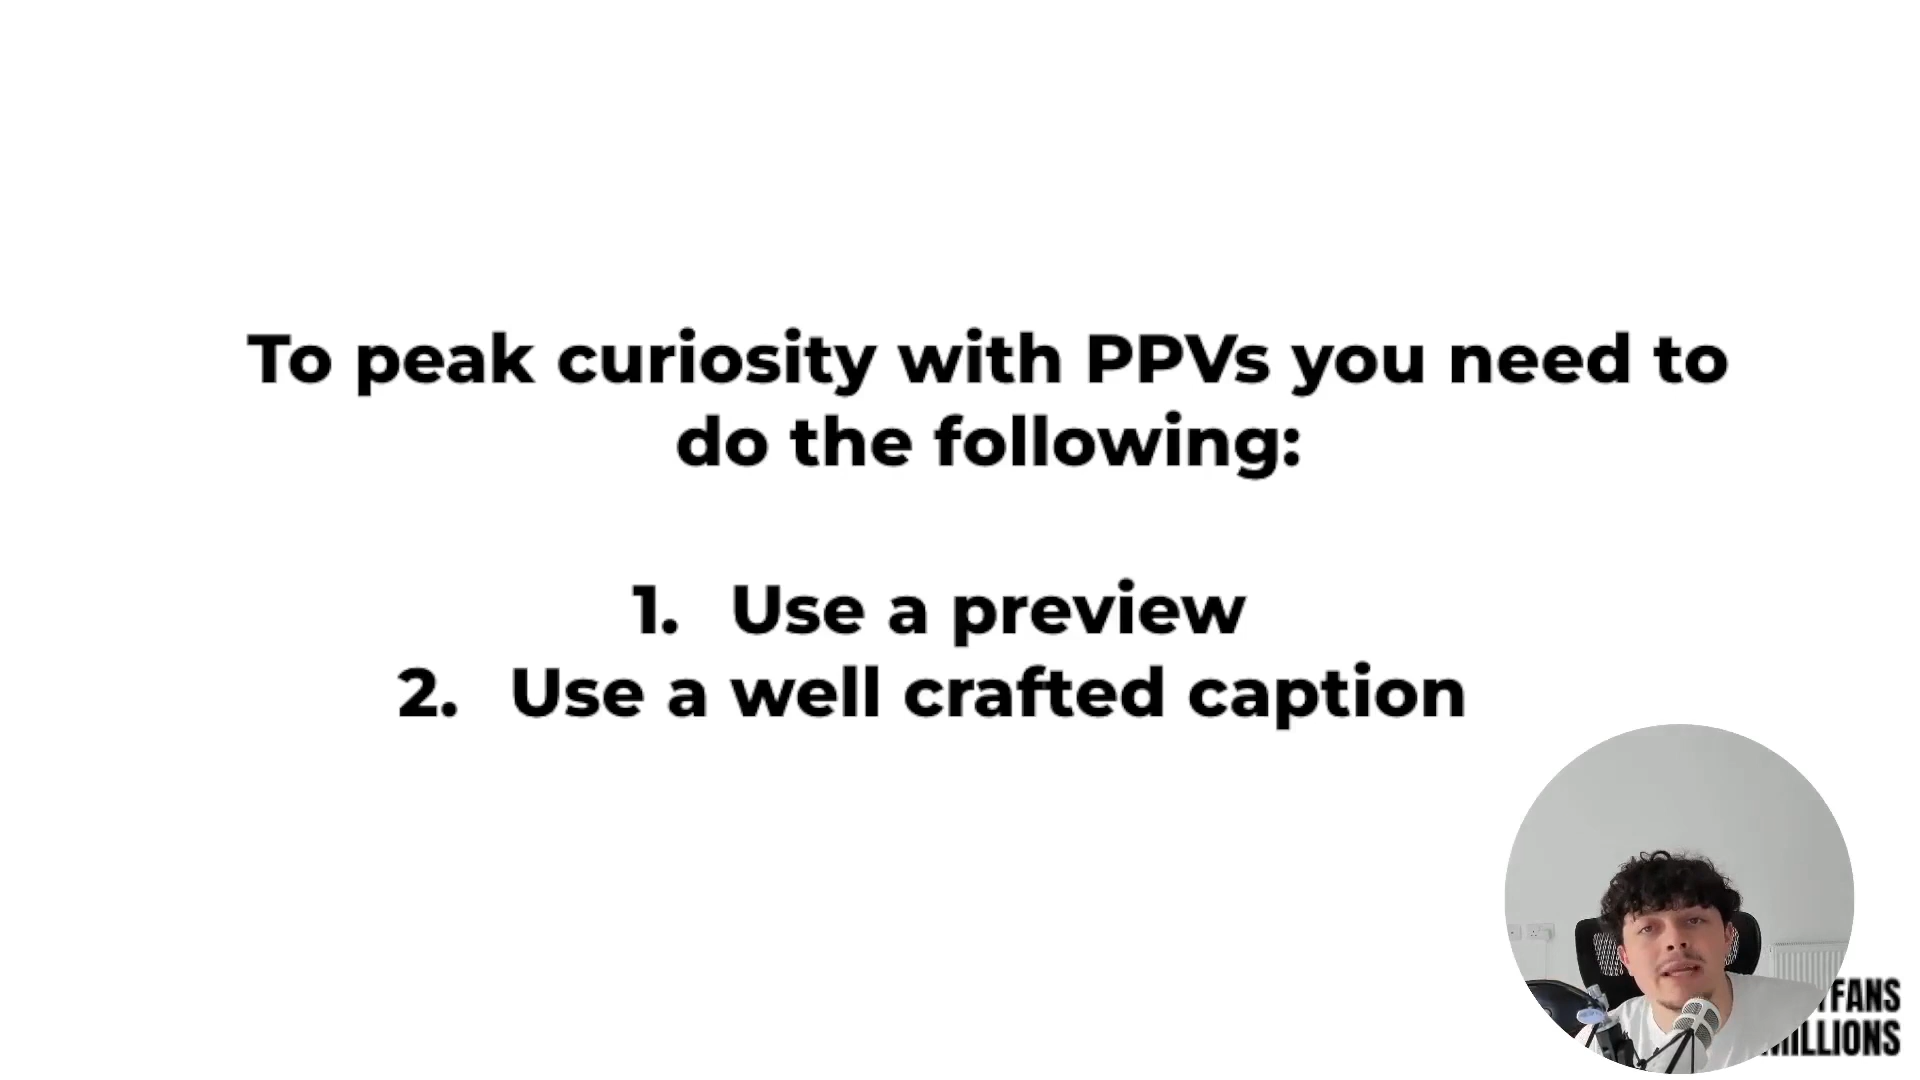 To peak curiosity with PPVs you need to
do the following:
1. Use a preview
2. Use a well crafted caption
FANS
MILLIONS